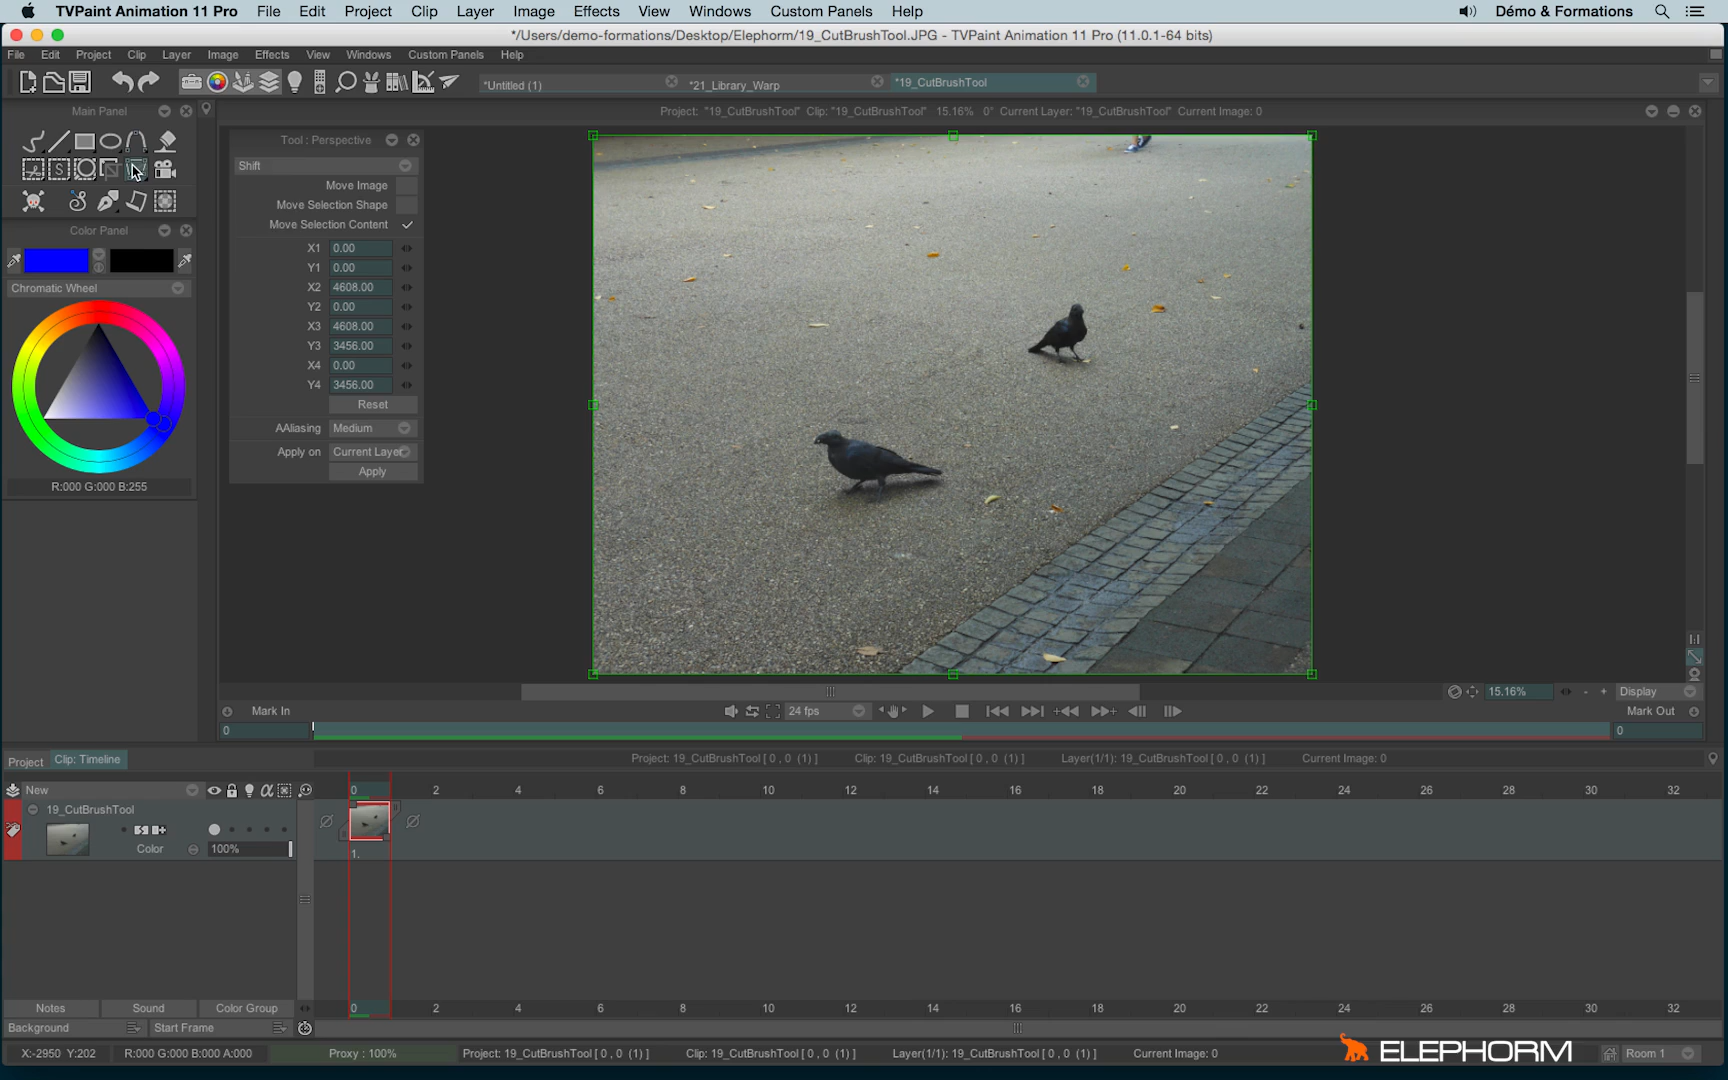 TVPaint Animation 11 Pro File Edit Project Clip Layer Image Effects View Windows Custom Panels Help Démo & Formations
*/Users/demo-formations/Desktop/Elephorm/19_CutBrushTool.JPG - TVPaint Animation 11 Pro (11.0.1-64 bits)
File Edit Project Clip Layer Image Effects View Windows Custom Panels Help
*Untitled (1) *21_Library_Warp *19_CutBrushTool
Main Panel
Project: "19_CutBrushTool" Clip: "19_CutBrushTool" 15.16% 0° Current Layer: "19_CutBrushTool" Current Image: 0
Tool : Perspective
Shift
Move Image
Move Selection Shape
Move Selection Content
X1 0.00
Y1 0.00
X2 4608.00
Y2 0.00
X3 4608.00
Y3 3456.00
X4 0.00
Y4 3456.00
Reset
AAliasing Medium
Apply on Current Layer
Apply
Color Panel
Chromatic Wheel
R:000 G:000 B:255
15.16% - + Display
Mark In 24 fps Mark Out
0 0
Project Clip: Timeline Project: 19_CutBrushTool [ 0 , 0 (1) ] Clip: 19_CutBrushTool [ 0 , 0 (1) ] Layer(1/1): 19_CutBrushTool [ 0 , 0 (1) ] Current Image: 0
New 0 2 4 6 8 10 12 14 16 18 20 22 24 26 28 30 32
19_CutBrushTool
Color 100%
1.
Notes Sound Color Group 0 2 4 6 8 10 12 14 16 18 20 22 24 26 28 30 32
Background Start Frame
X:-2950 Y:202 R:000 G:000 B:000 A:000 Proxy : 100% Project: 19_CutBrushTool [ 0 , 0 (1) ] Clip: 19_CutBrushTool [ 0 , 0 (1) ] Layer(1/1): 19_CutBrushTool [ 0 , 0 (1) ] Current Image: 0 ELEPHORM Room 1